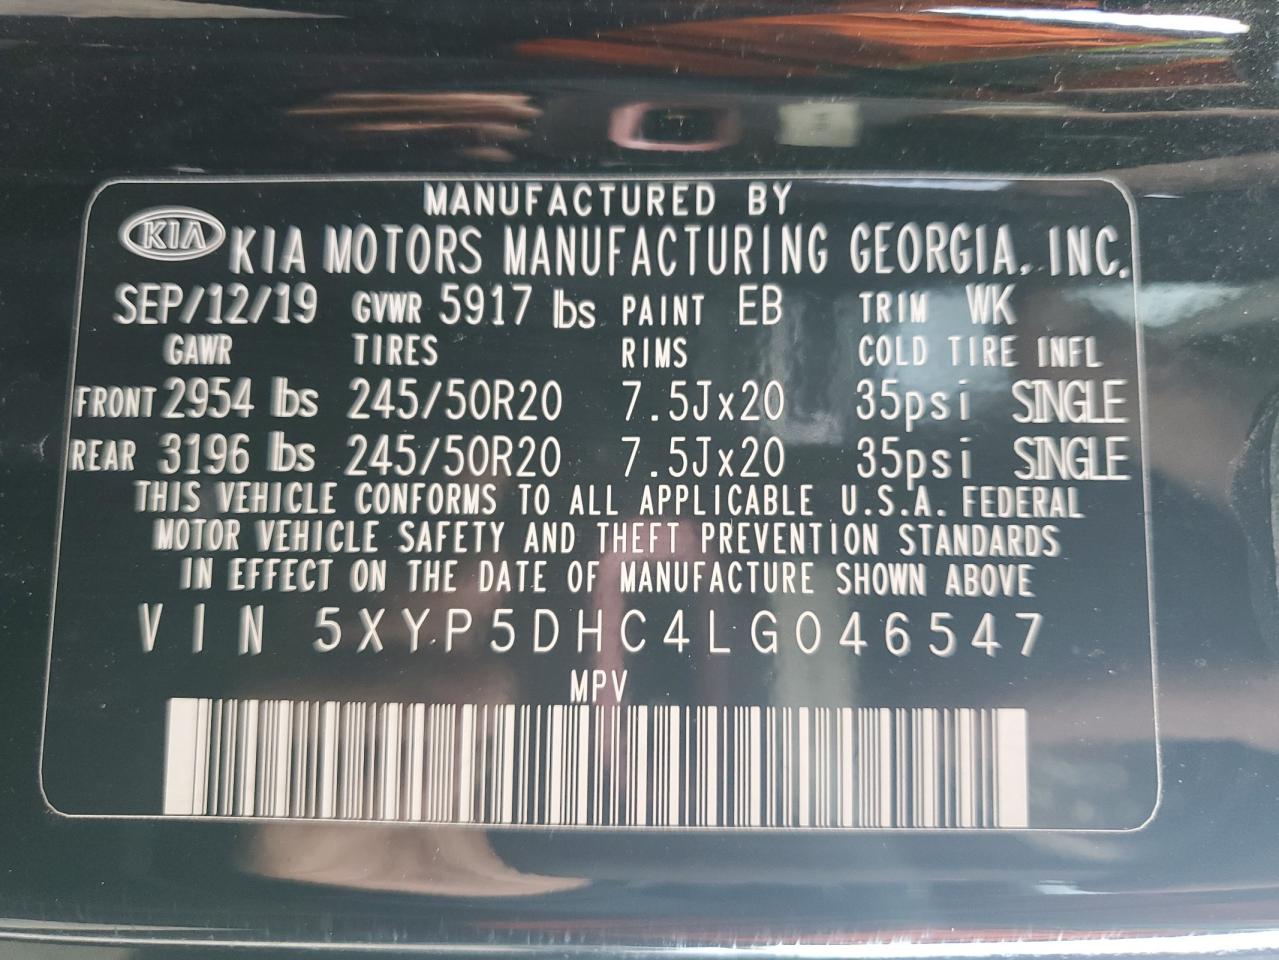 MANUFACTURED BY
KIA KIA MOTORS MANUFACTURING GEORGIA, INC.
SEP/12/19 GVWR 5917 lbs PAINT EB TRIM WK
GAWR TIRES RIMS COLD TIRE INFL
FRONT 2954 lbs 245/50R20 7.5Jx20 35psi SINGLE
REAR 3196 lbs 245/50R20 7.5Jx20 35psi SINGLE
THIS VEHICLE CONFORMS TO ALL APPLICABLE U.S.A. FEDERAL
MOTOR VEHICLE SAFETY AND THEFT PREVENTION STANDARDS
IN EFFECT ON THE DATE OF MANUFACTURE SHOWN ABOVE
VIN 5XYP5DHC4LG046547
MPV